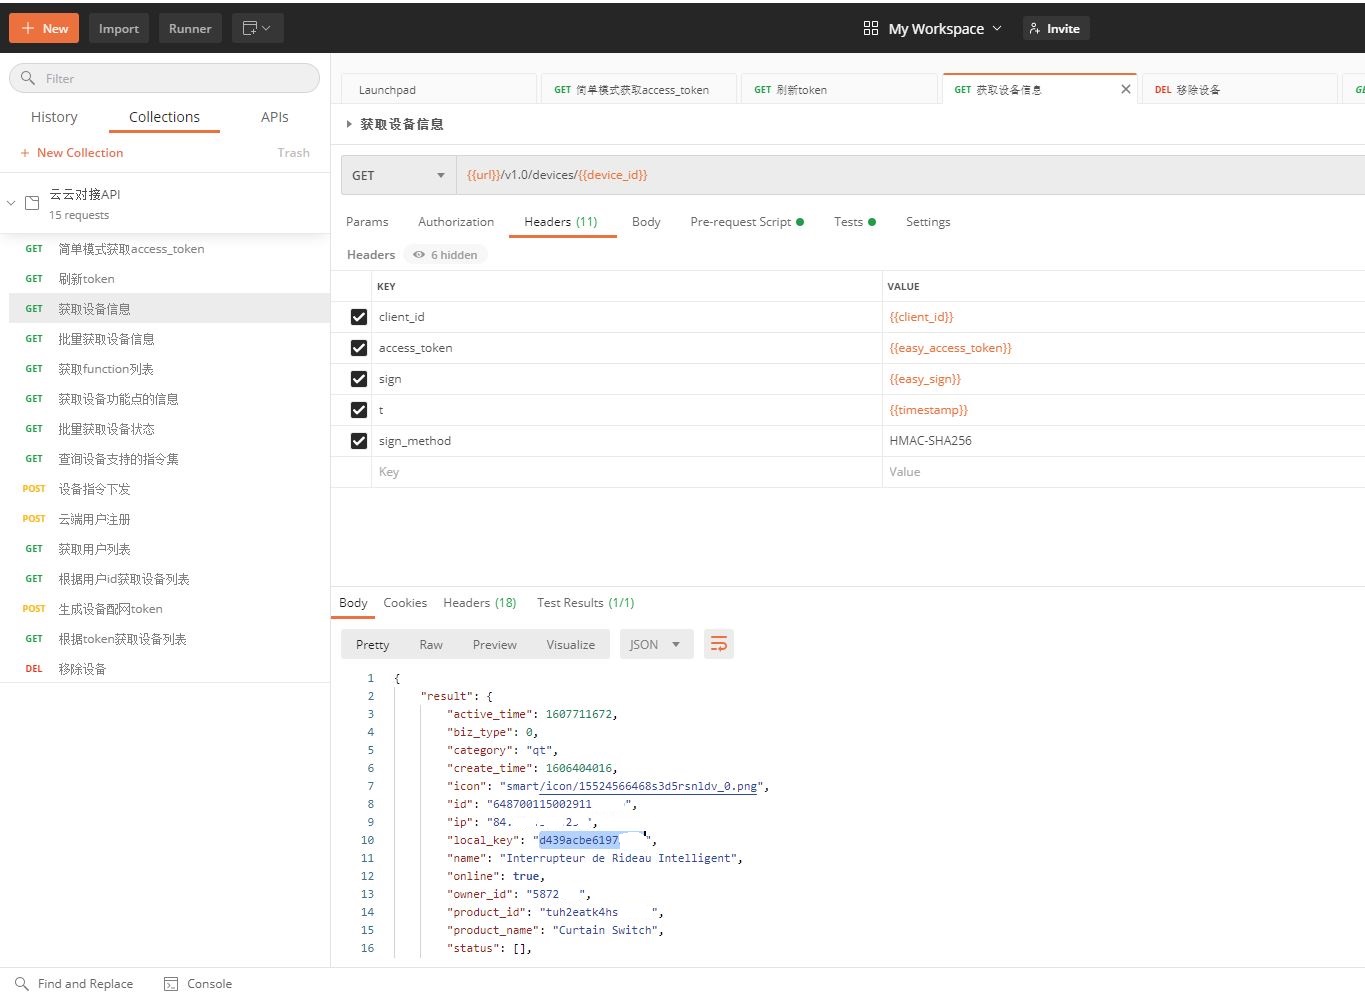 New
Import
Runner
My Workspace
Invite
Filter
History
Collections
APIs
+ New Collection
Trash
云云对接API
15 requests
GET 简单模式获取access_token
GET 刷新token
GET 获取设备信息
GET 批量获取设备信息
GET 获取function列表
GET 获取设备功能点的信息
GET 批量获取设备状态
GET 查询设备支持的指令集
POST 设备指令下发
POST 云端用户注册
GET 获取用户列表
GET 根据用户id获取设备列表
POST 生成设备配网token
GET 根据token获取设备列表
DEL 移除设备
Launchpad
GET 简单模式获取access_token
GET 刷新token
GET 获取设备信息
DEL 移除设备
获取设备信息
GET {{url}}/v1.0/devices/{{device_id}}
Params Authorization Headers (11) Body Pre-request Script Tests Settings
Headers 6 hidden
KEY VALUE
client_id {{client_id}}
access_token {{easy_access_token}}
sign {{easy_sign}}
t {{timestamp}}
sign_method HMAC-SHA256
Key Value
Body Cookies Headers (18) Test Results (1/1)
Pretty Raw Preview Visualize JSON
1 {
2 "result": {
3 "active_time": 1607711672,
4 "biz_type": 0,
5 "category": "qt",
6 "create_time": 1606404016,
7 "icon": "smart/icon/15524566468s3d5rsnldv_0.png",
8 "id": "648700115002911 ",
9 "ip": "84.
10 "local_key": "d439acbe6197 ",
11 "name": "Interrupteur de Rideau Intelligent",
12 "online": true,
13 "owner_id": "5872 ",
14 "product_id": "tuh2eatk4hs ",
15 "product_name": "Curtain Switch",
16 "status": [],
Find and Replace
Console